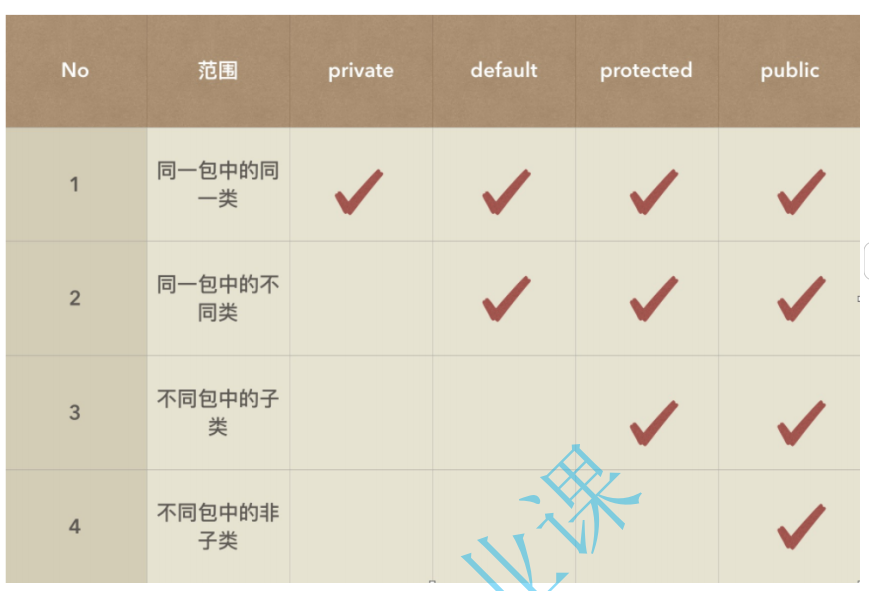 No 范围 private default protected public
1 同一包中的同
一类
2 同一包中的不
同类
3 不同包中的子
类
4 不同包中的非
子类
业课